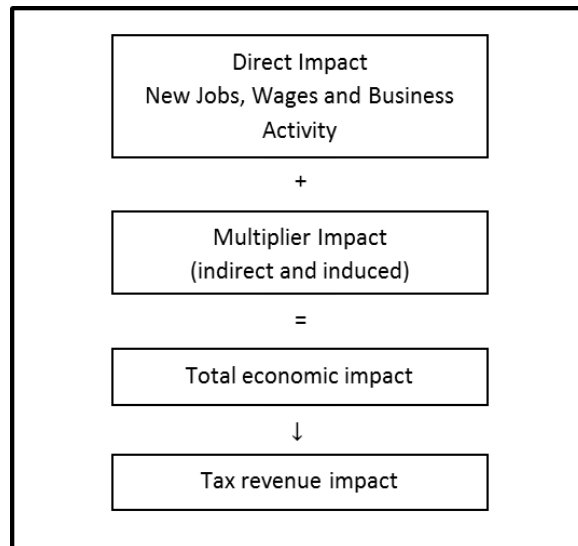 Direct Impact
New Jobs, Wages and Business
Activity
+
Multiplier Impact
(indirect and induced)
=
Total economic impact
↓
Tax revenue impact